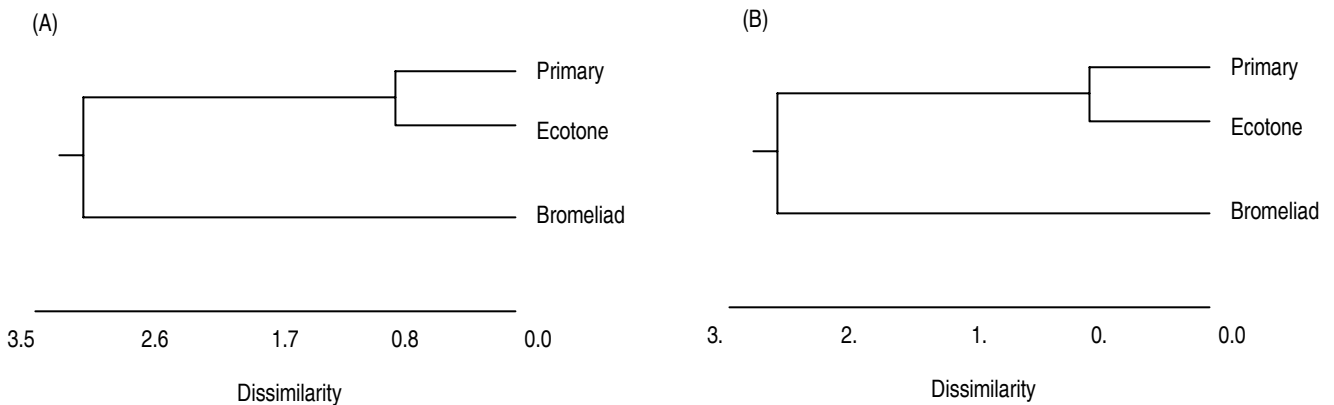 (A)
Primary
Ecotone
Bromeliad
3.5 2.6 1.7 0.8 0.0
Dissimilarity
(B)
Primary
Ecotone
Bromeliad
3. 2. 1. 0. 0.0
Dissimilarity